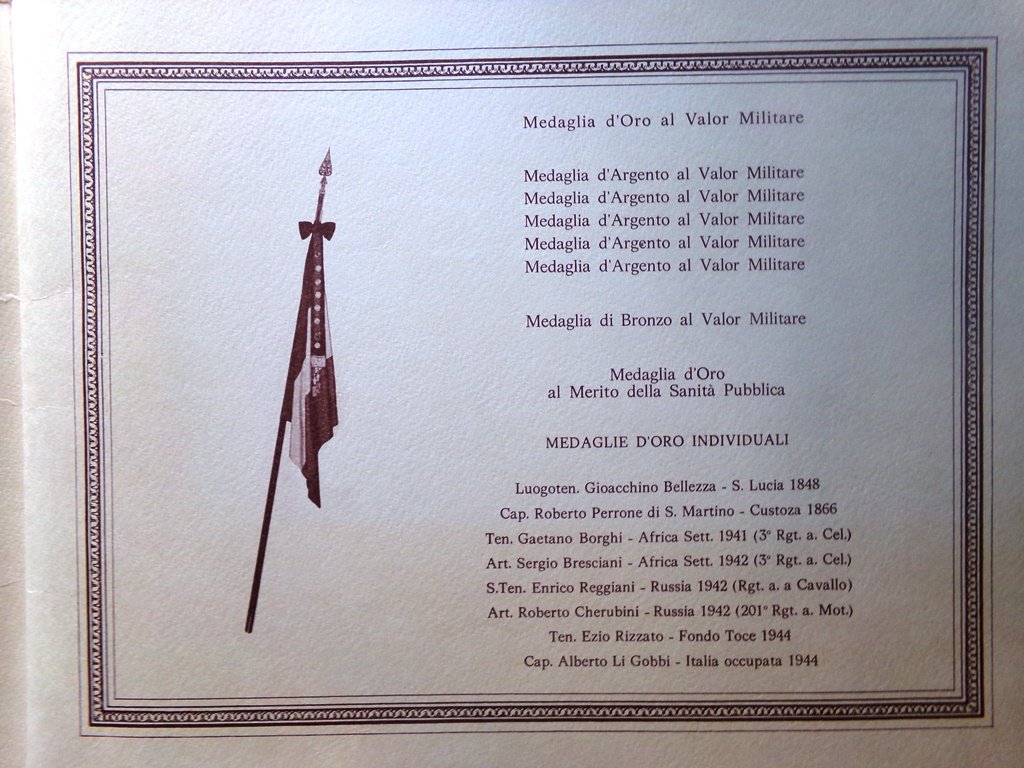 Medaglia d'Oro al Valor Militare
Medaglia d'Argento al Valor Militare
Medaglia d'Argento al Valor Militare
Medaglia d'Argento al Valor Militare
Medaglia d'Argento al Valor Militare
Medaglia d'Argento al Valor Militare
Medaglia di Bronzo al Valor Militare
Medaglia d'Oro
al Merito della Sanità Pubblica
MEDAGLIE D'ORO INDIVIDUALI
Luogoten. Gioacchino Bellezza - S. Lucia 1848
Cap. Roberto Perrone di S. Martino - Custoza 1866
Ten. Gaetano Borghi - Africa Sett. 1941 (3° Rgt. a. Cel.)
Art. Sergio Bresciani - Africa Sett. 1942 (3° Rgt. a. Cel.)
S.Ten. Enrico Reggiani - Russia 1942 (Rgt. a. a Cavallo)
Art. Roberto Cherubini - Russia 1942 (201° Rgt. a. Mot.)
Ten. Ezio Rizzato - Fondo Toce 1944
Cap. Alberto Li Gobbi - Italia occupata 1944